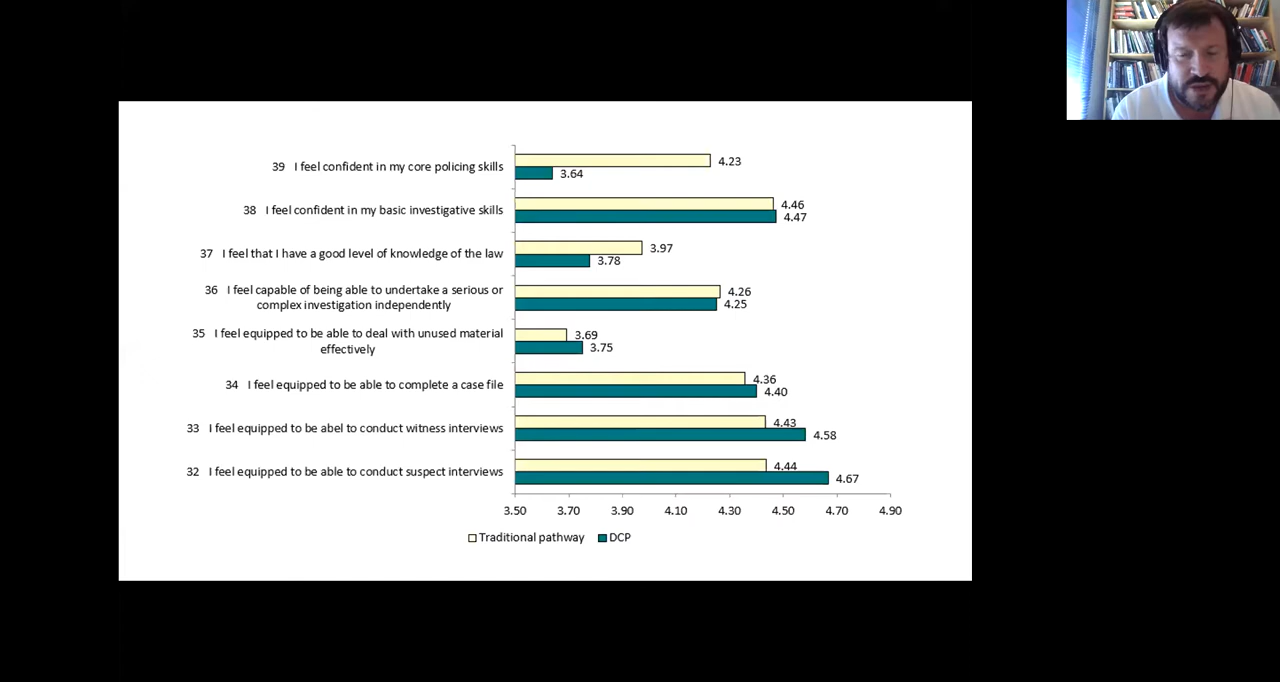 39 I feel confident in my core policing skills
4.23
3.64
38 I feel confident in my basic investigative skills
4.46
4.47
37 I feel that I have a good level of knowledge of the law
3.97
3.78
36 I feel capable of being able to undertake a serious or
complex investigation independently
4.26
4.25
35 I feel equipped to be able to deal with unused material
effectively
3.69
3.75
34 I feel equipped to be able to complete a case file
4.36
4.40
33 I feel equipped to be abel to conduct witness interviews
4.43
4.58
32 I feel equipped to be able to conduct suspect interviews
4.44
4.67
3.50 3.70 3.90 4.10 4.30 4.50 4.70 4.90
Traditional pathway DCP